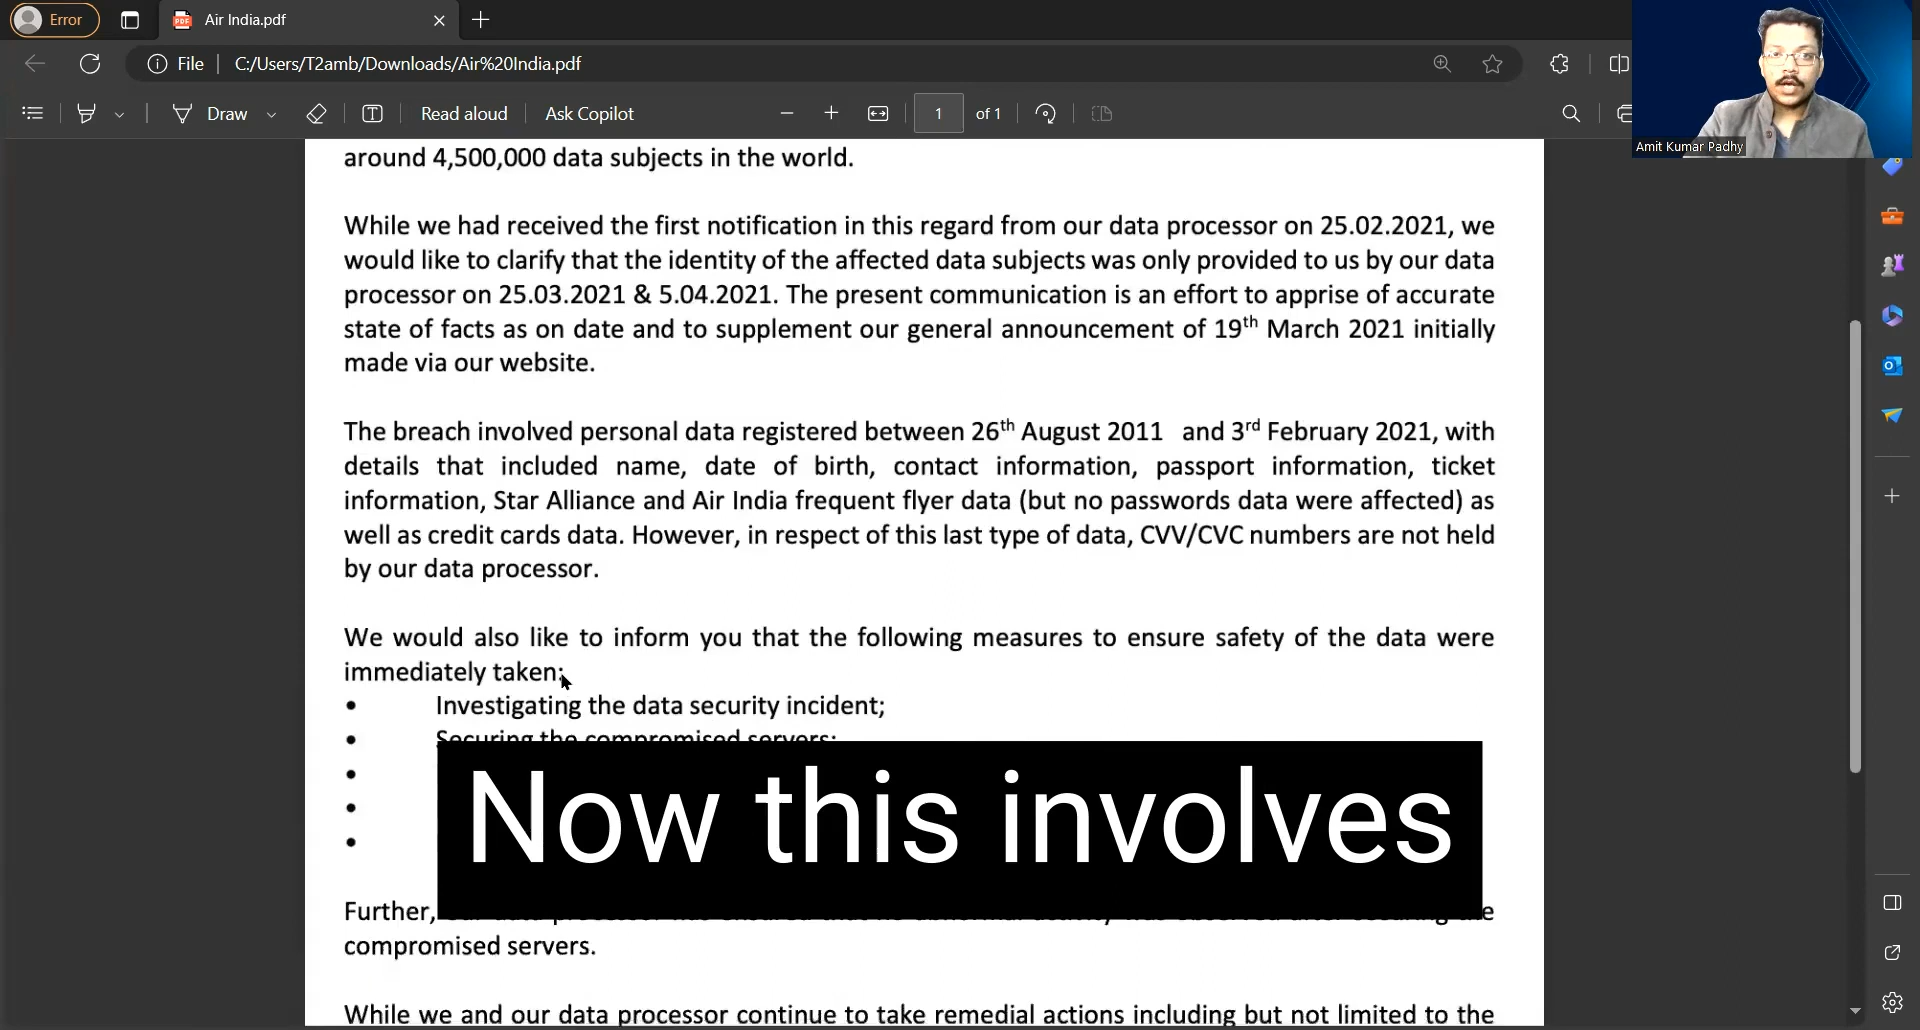 Error
Air India.pdf
File
C:/Users/T2amb/Downloads/Air%20India.pdf
Draw
Read aloud
Ask Copilot
1
of 1
Amit Kumar Padhy
around 4,500,000 data subjects in the world.
While we had received the first notification in this regard from our data processor on 25.02.2021, we
would like to clarify that the identity of the affected data subjects was only provided to us by our data
processor on 25.03.2021 & 5.04.2021. The present communication is an effort to apprise of accurate
state of facts as on date and to supplement our general announcement of 19th March 2021 initially
made via our website.
The breach involved personal data registered between 26th August 2011 and 3rd February 2021, with
details that included name, date of birth, contact information, passport information, ticket
information, Star Alliance and Air India frequent flyer data (but no passwords data were affected) as
well as credit cards data. However, in respect of this last type of data, CVV/CVC numbers are not held
by our data processor.
We would also like to inform you that the following measures to ensure safety of the data were
immediately taken:
• Investigating the data security incident;
• Securing the compromised servers;
•
•
•
Now this involves
Further,
compromised servers.
While we and our data processor continue to take remedial actions including but not limited to the